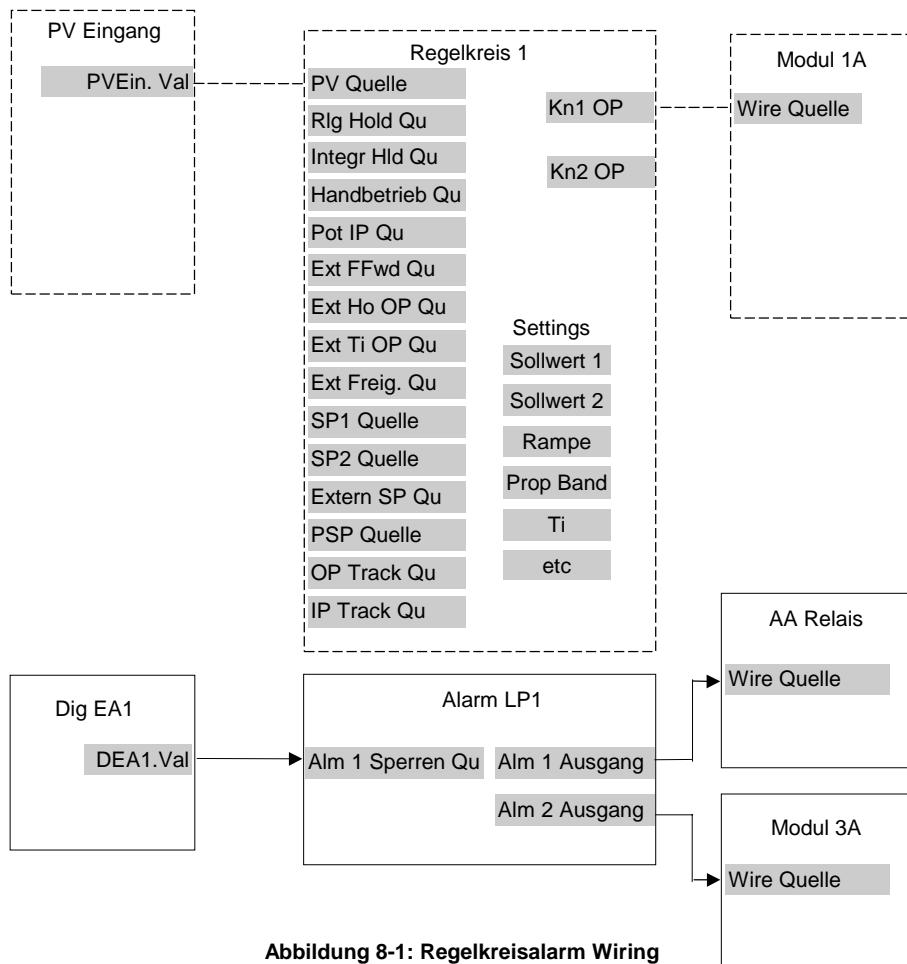 PV Eingang
PVEin. Val
Regelkreis 1
PV Quelle
Rlg Hold Qu
Integr Hld Qu
Handbetrieb Qu
Pot IP Qu
Ext FFwd Qu
Ext Ho OP Qu
Ext Ti OP Qu
Ext Freig. Qu
SP1 Quelle
SP2 Quelle
Extern SP Qu
PSP Quelle
OP Track Qu
IP Track Qu
Kn1 OP
Kn2 OP
Settings
Sollwert 1
Sollwert 2
Rampe
Prop Band
Ti
etc
Modul 1A
Wire Quelle
Dig EA1
DEA1.Val
Alarm LP1
Alm 1 Sperren Qu
Alm 1 Ausgang
Alm 2 Ausgang
AA Relais
Wire Quelle
Modul 3A
Wire Quelle
Abbildung 8-1: Regelkreisalarm Wiring